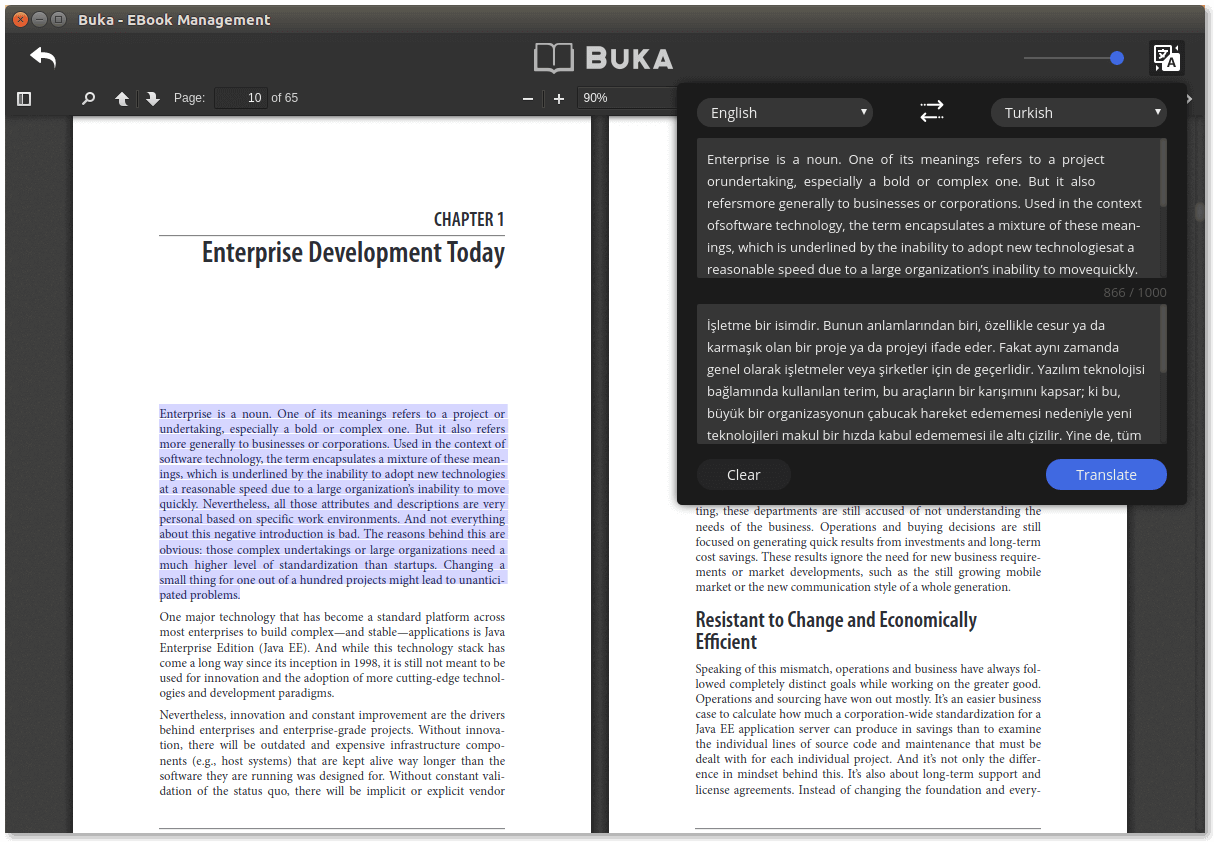 Buka - EBook Management
BUKA
Page: 10 of 65
90%
CHAPTER 1
Enterprise Development Today
Enterprise is a noun. One of its meanings refers to a project or
undertaking, especially a bold or complex one. But it also refers
more generally to businesses or corporations. Used in the context of
software technology, the term encapsulates a mixture of these mean-
ings, which is underlined by the inability to adopt new technologies
at a reasonable speed due to a large organization’s inability to move
quickly. Nevertheless, all those attributes and descriptions are very
personal based on specific work environments. And not everything
about this negative introduction is bad. The reasons behind this are
obvious: those complex undertakings or large organizations need a
much higher level of standardization than startups. Changing a
small thing for one out of a hundred projects might lead to unantici-
pated problems.
One major technology that has become a standard platform across
most enterprises to build complex—and stable—applications is Java
Enterprise Edition (Java EE). And while this technology stack has
come a long way since its inception in 1998, it is still not meant to be
used for innovation and the adoption of more cutting-edge technol-
ogies and development paradigms.
Nevertheless, innovation and constant improvement are the drivers
behind enterprises and enterprise-grade projects. Without innova-
tion, there will be outdated and expensive infrastructure compo-
nents (e.g., host systems) that are kept alive way longer than the
software they are running was designed for. Without constant vali-
dation of the status quo, there will be implicit or explicit vendor
English
Turkish
Enterprise is a noun. One of its meanings refers to a project
orundertaking, especially a bold or complex one. But it also
refersmore generally to businesses or corporations. Used in the context
ofsoftware technology, the term encapsulates a mixture of these mean-
ings, which is underlined by the inability to adopt new technologiesat a
reasonable speed due to a large organization’s inability to movequickly.
866 / 1000
İşletme bir isimdir. Bunun anlamlarından biri, özellikle cesur ya da
karmaşık olan bir proje ya da projeyi ifade eder. Fakat aynı zamanda
genel olarak işletmeler veya şirketler için de geçerlidir. Yazılım teknolojisi
bağlamında kullanılan terim, bu araçların bir karışımını kapsar; ki bu,
büyük bir organizasyonun çabucak hareket edememesi nedeniyle yeni
teknolojileri makul bir hızda kabul edememesi ile altı çizilir. Yine de, tüm
Clear
Translate
ting, these departments are still accused of not understanding the
needs of the business. Operations and buying decisions are still
focused on generating quick results from investments and long-term
cost savings. These results ignore the need for new business require-
ments or market developments, such as the still growing mobile
market or the new communication style of a whole generation.
Resistant to Change and Economically
Efficient
Speaking of this mismatch, operations and business have always fol-
lowed completely distinct goals while working on the greater good.
Operations and sourcing have won out mostly. It’s an easier business
case to calculate how much a corporation-wide standardization for a
Java EE application server can produce in savings than to examine
the individual lines of source code and maintenance that must be
dealt with for each individual project. And it’s not only the differ-
ence in mindset behind this. It’s also about long-term support and
license agreements. Instead of changing the foundation and every-